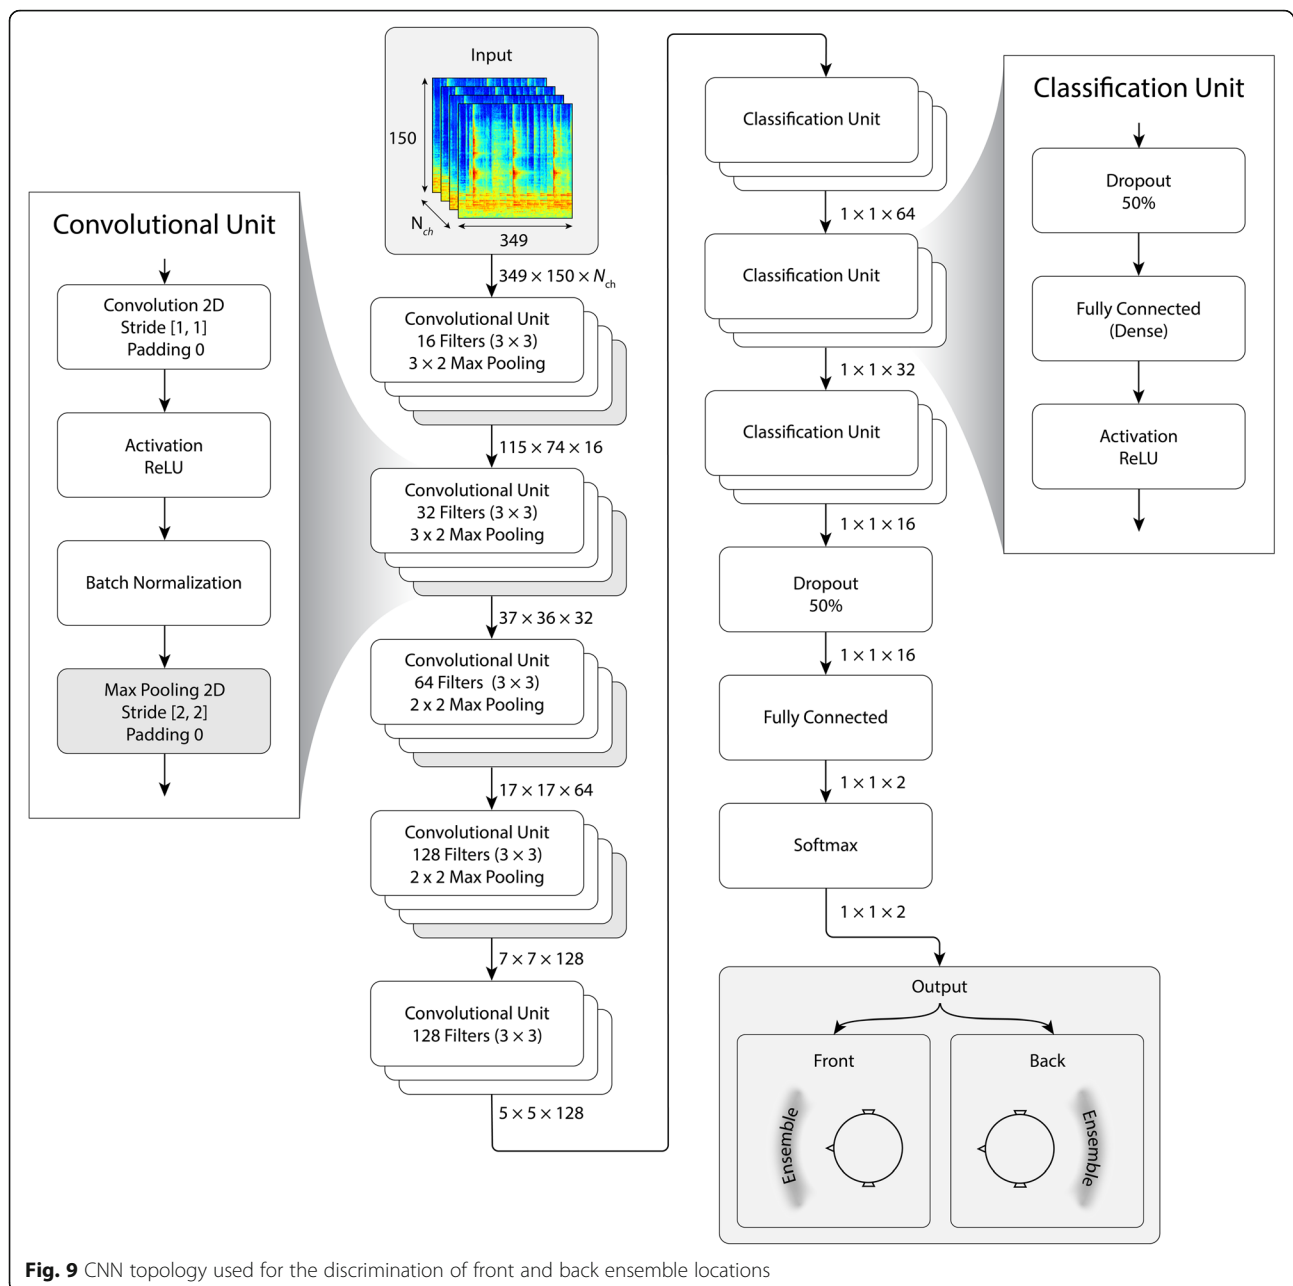 Input
150
N_ch
349
349 × 150 × N_ch
Convolutional Unit
16 Filters (3 × 3)
3 × 2 Max Pooling
115 × 74 × 16
Convolutional Unit
32 Filters (3 × 3)
3 x 2 Max Pooling
37 × 36 × 32
Convolutional Unit
64 Filters (3 × 3)
2 x 2 Max Pooling
17 × 17 × 64
Convolutional Unit
128 Filters (3 × 3)
2 x 2 Max Pooling
7 × 7 × 128
Convolutional Unit
128 Filters (3 × 3)
5 × 5 × 128
Convolutional Unit
Convolution 2D
Stride [1, 1]
Padding 0
Activation
ReLU
Batch Normalization
Max Pooling 2D
Stride [2, 2]
Padding 0
Classification Unit
1 × 1 × 64
Classification Unit
1 × 1 × 32
Classification Unit
1 × 1 × 16
Dropout
50%
1 × 1 × 16
Fully Connected
1 × 1 × 2
Softmax
1 × 1 × 2
Classification Unit
Dropout
50%
Fully Connected
(Dense)
Activation
ReLU
Output
Front
Ensemble
Back
Ensemble
Fig. 9 CNN topology used for the discrimination of front and back ensemble locations